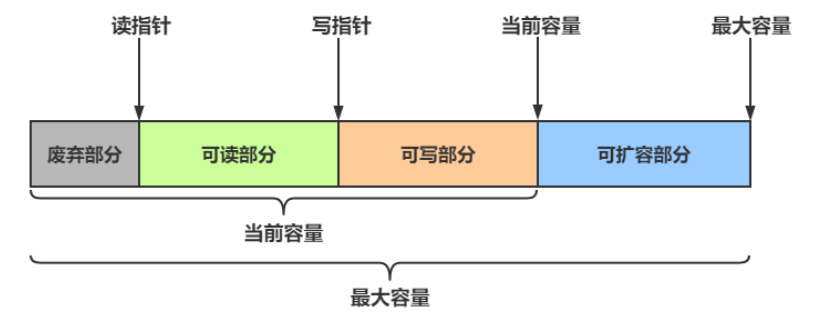 读指针 写指针 当前容量 最大容量
废弃部分 可读部分 可写部分 可扩容部分
当前容量
最大容量